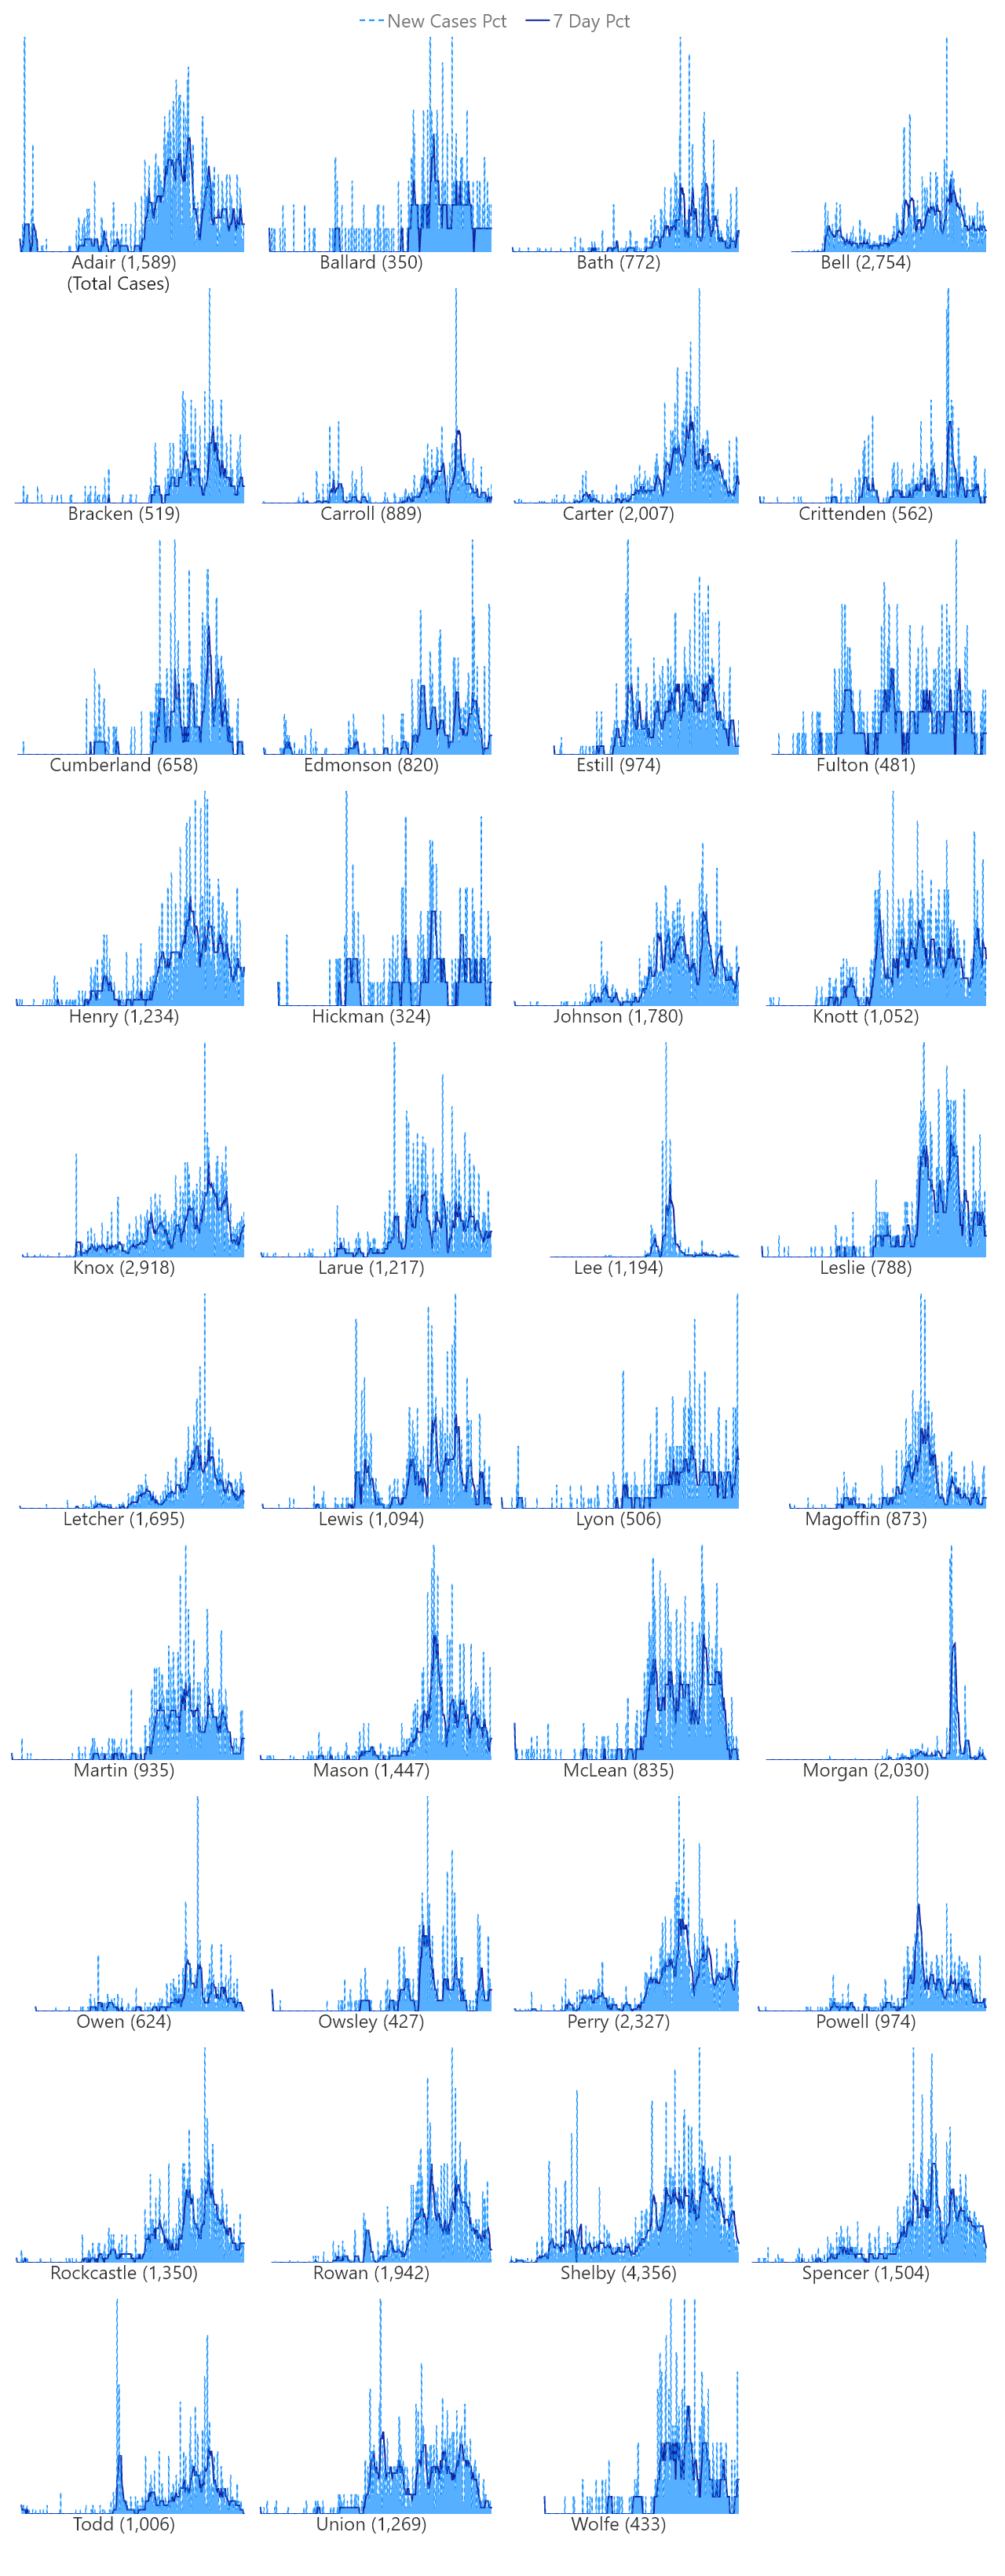 New Cases Pct 7 Day Pct
Adair (1,589) Ballard (350) Bath (772) Bell (2,754)
(Total Cases)
Bracken (519) Carroll (889) Carter (2,007) Crittenden (562)
Cumberland (658) Edmonson (820) Estill (974) Fulton (481)
Henry (1,234) Hickman (324) Johnson (1,780) Knott (1,052)
Knox (2,918) Larue (1,217) Lee (1,194) Leslie (788)
Letcher (1,695) Lewis (1,094) Lyon (506) Magoffin (873)
Martin (935) Mason (1,447) McLean (835) Morgan (2,030)
Owen (624) Owsley (427) Perry (2,327) Powell (974)
Rockcastle (1,350) Rowan (1,942) Shelby (4,356) Spencer (1,504)
Todd (1,006) Union (1,269) Wolfe (433)